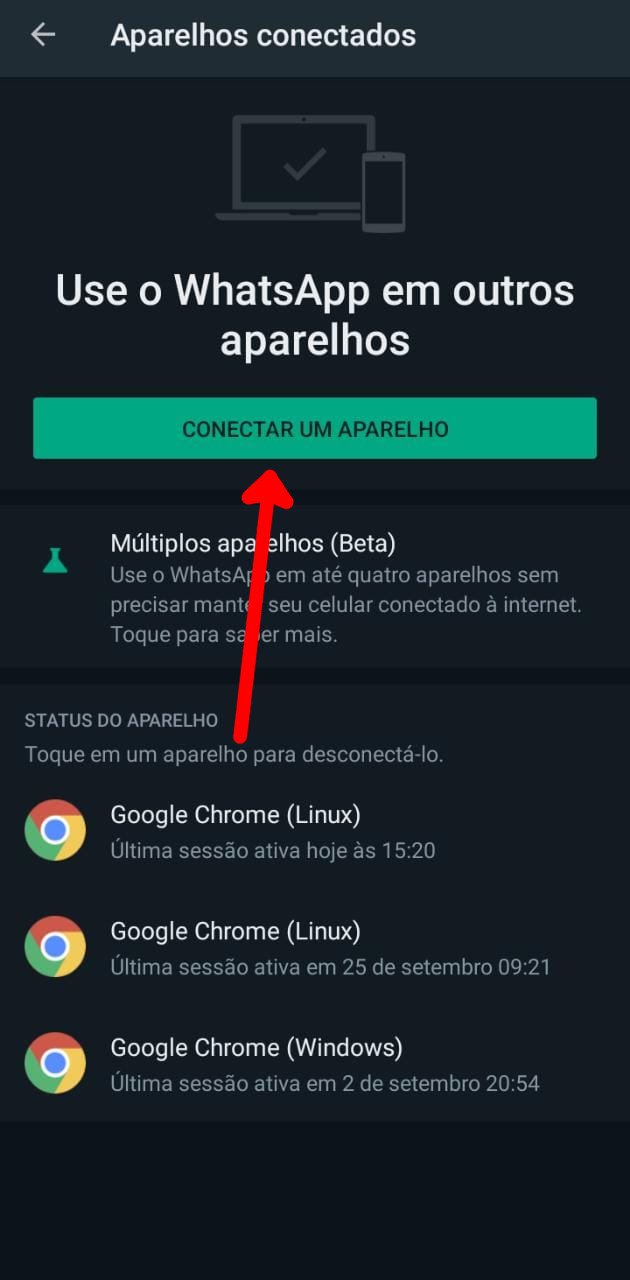 Aparelhos conectados
Use o WhatsApp em outros
aparelhos
CONECTAR UM APARELHO
Múltiplos aparelhos (Beta)
Use o WhatsApp em até quatro aparelhos sem
precisar manter seu celular conectado à internet.
Toque para saber mais.
STATUS DO APARELHO
Toque em um aparelho para desconectá-lo.
Google Chrome (Linux)
Última sessão ativa hoje às 15:20
Google Chrome (Linux)
Última sessão ativa em 25 de setembro 09:21
Google Chrome (Windows)
Última sessão ativa em 2 de setembro 20:54